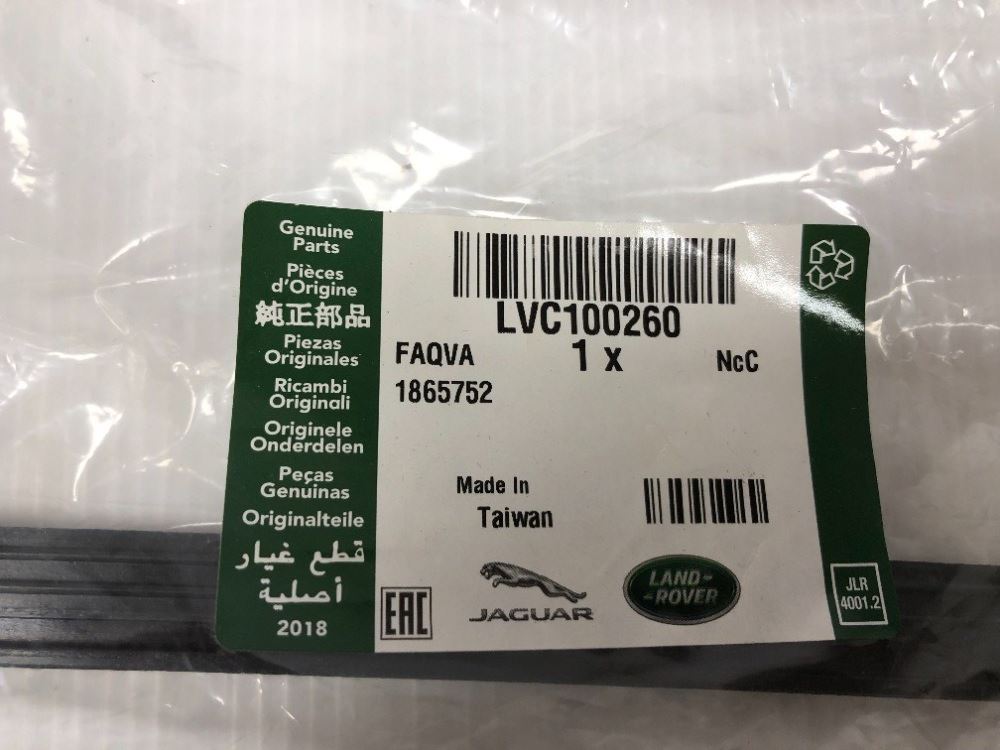 Genuine
Parts
Pièces
d'Origine
純正部品
Piezas
Originales
Ricambi
Originali
Originele
Onderdelen
Peças
Genuinas
Originalteile
قطع غيار
أصلية
2018
LVC100260
FAQVA
1 x
NcC
1865752
Made In
Taiwan
EAC
JAGUAR
LAND-
-ROVER
JLR
4001.2